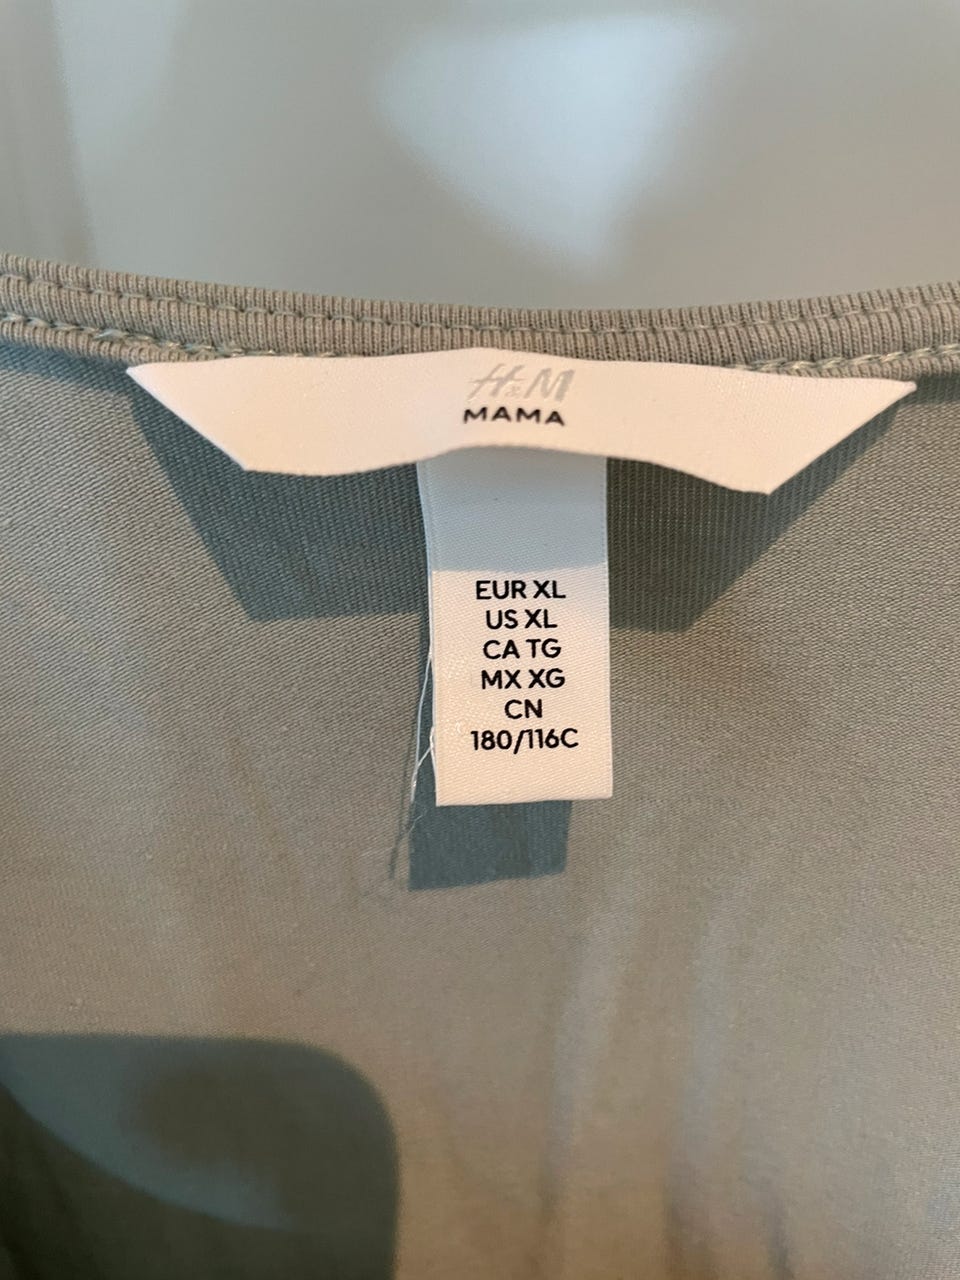 H&M
MAMA
EUR XL
US XL
CA TG
MX XG
CN
180/116C